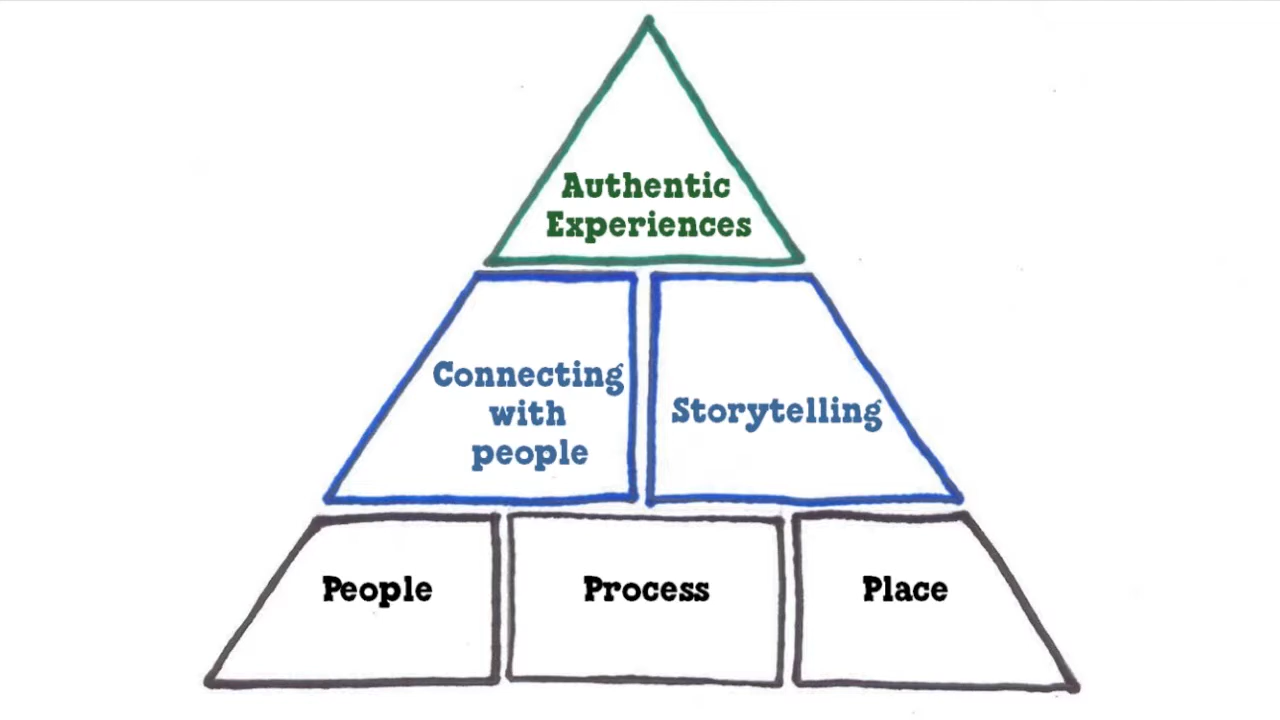 Authentic
Experiences
Connecting
with
people
Storytelling
People
Process
Place